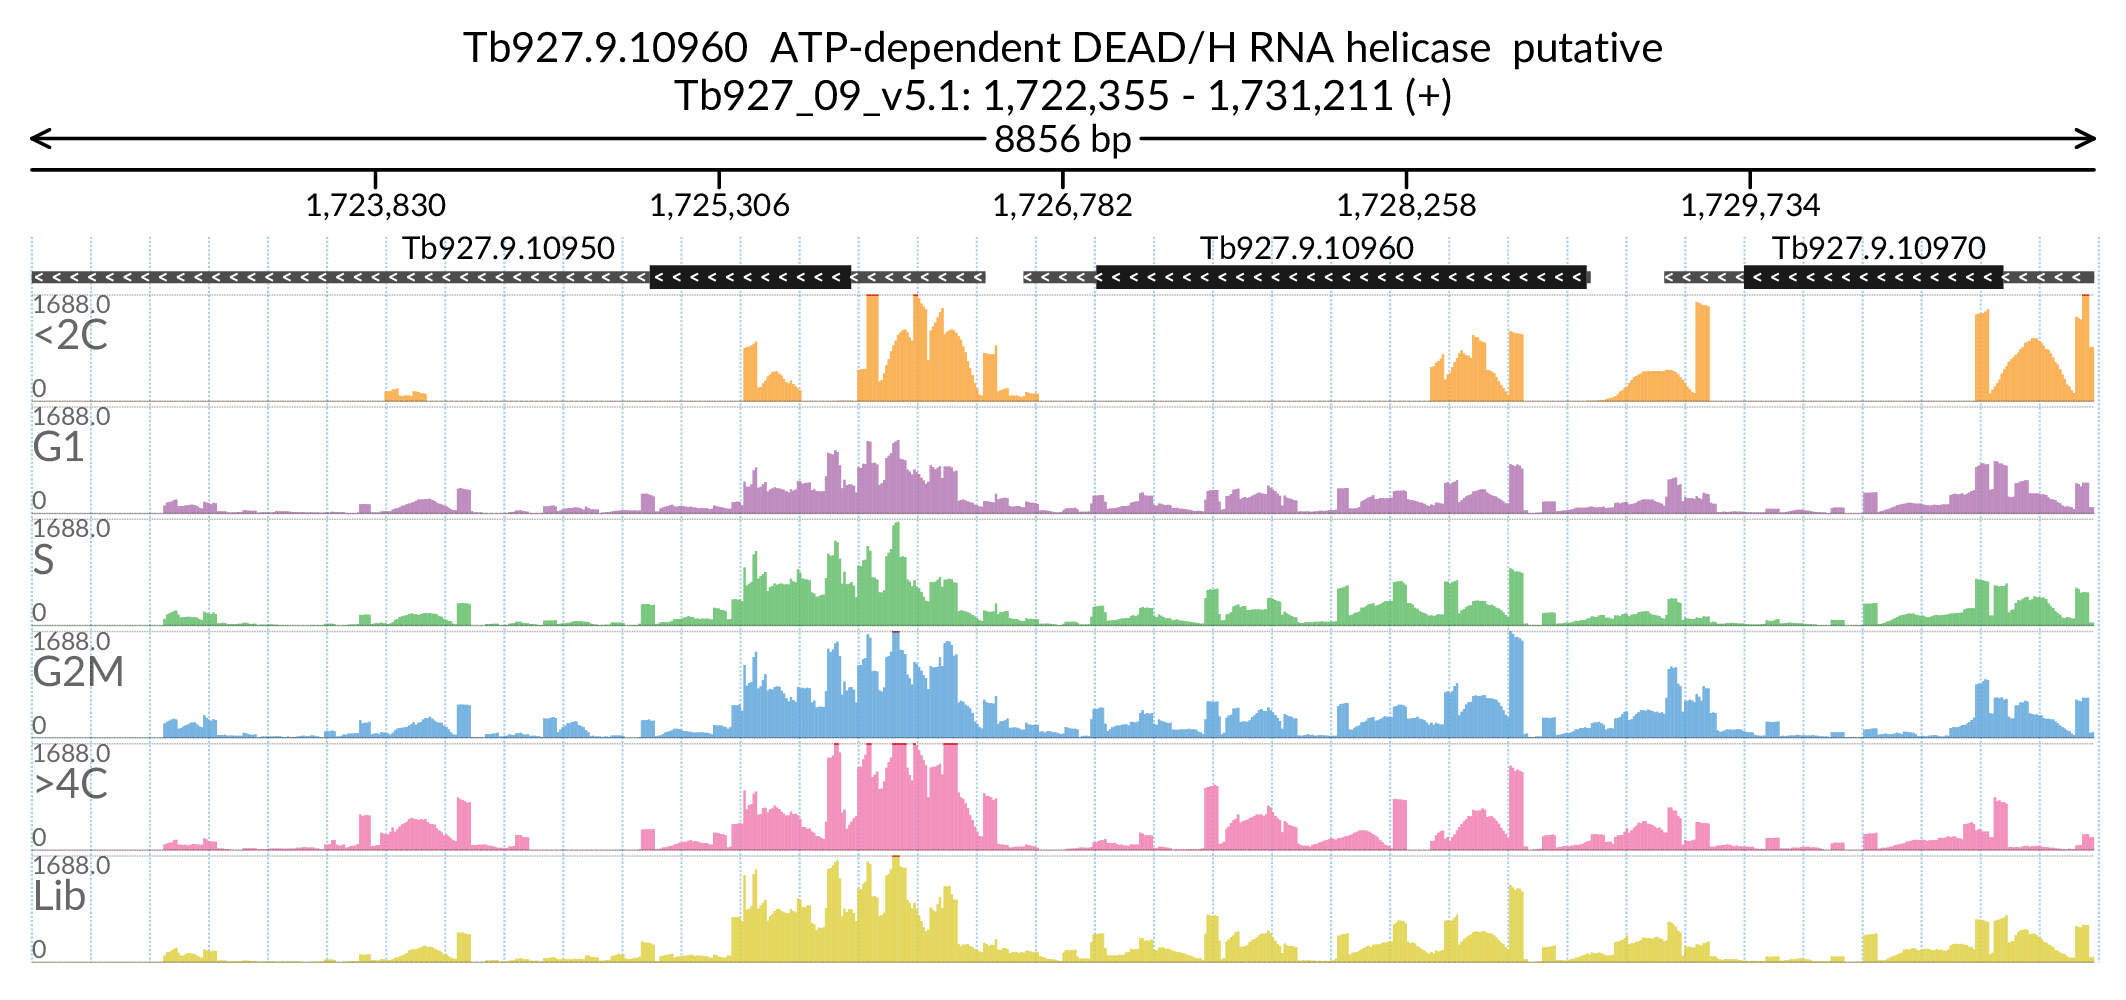 Tb927.9.10960  ATP-dependent DEAD/H RNA helicase  putative
Tb927_09_v5.1: 1,722,355 - 1,731,211 (+)
8856 bp
1,723,830 1,725,306 1,726,782 1,728,258 1,729,734
Tb927.9.10950 Tb927.9.10960 Tb927.9.10970
1688.0
<2C
0
1688.0
G1
0
1688.0
S
0
1688.0
G2M
0
1688.0
>4C
0
1688.0
Lib
0